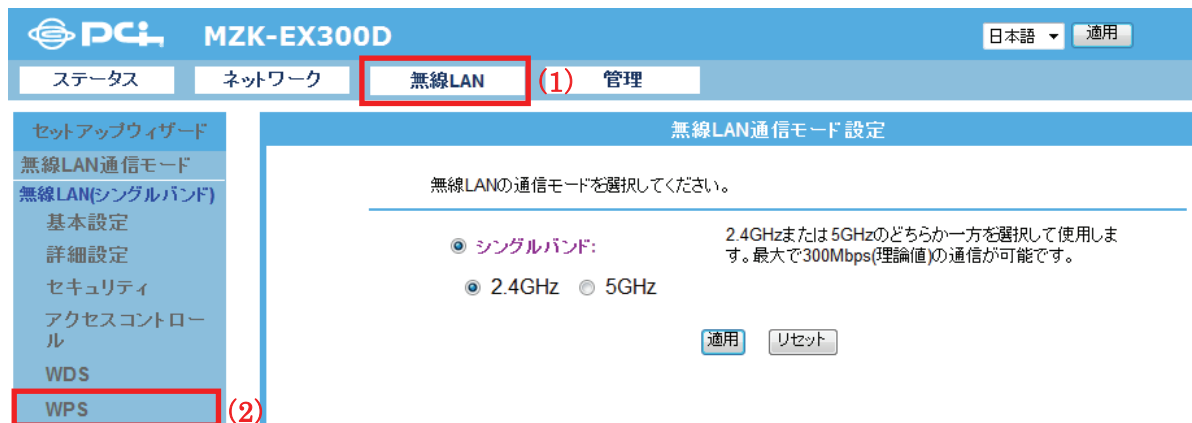 PCi MZK-EX300D 日本語 適用
ステータス ネットワーク 無線LAN (1) 管理
セットアップウィザード
無線LAN通信モード
無線LAN(シングルバンド)
基本設定
詳細設定
セキュリティ
アクセスコントロー
ル
WDS
WPS (2)
無線LAN通信モード設定
無線LANの通信モードを選択してください。
シングルバンド:
2.4GHzまたは5GHzのどちらか一方を選択して使用しま
す。最大で300Mbps(理論値)の通信が可能です。
2.4GHz 5GHz
適用 リセット